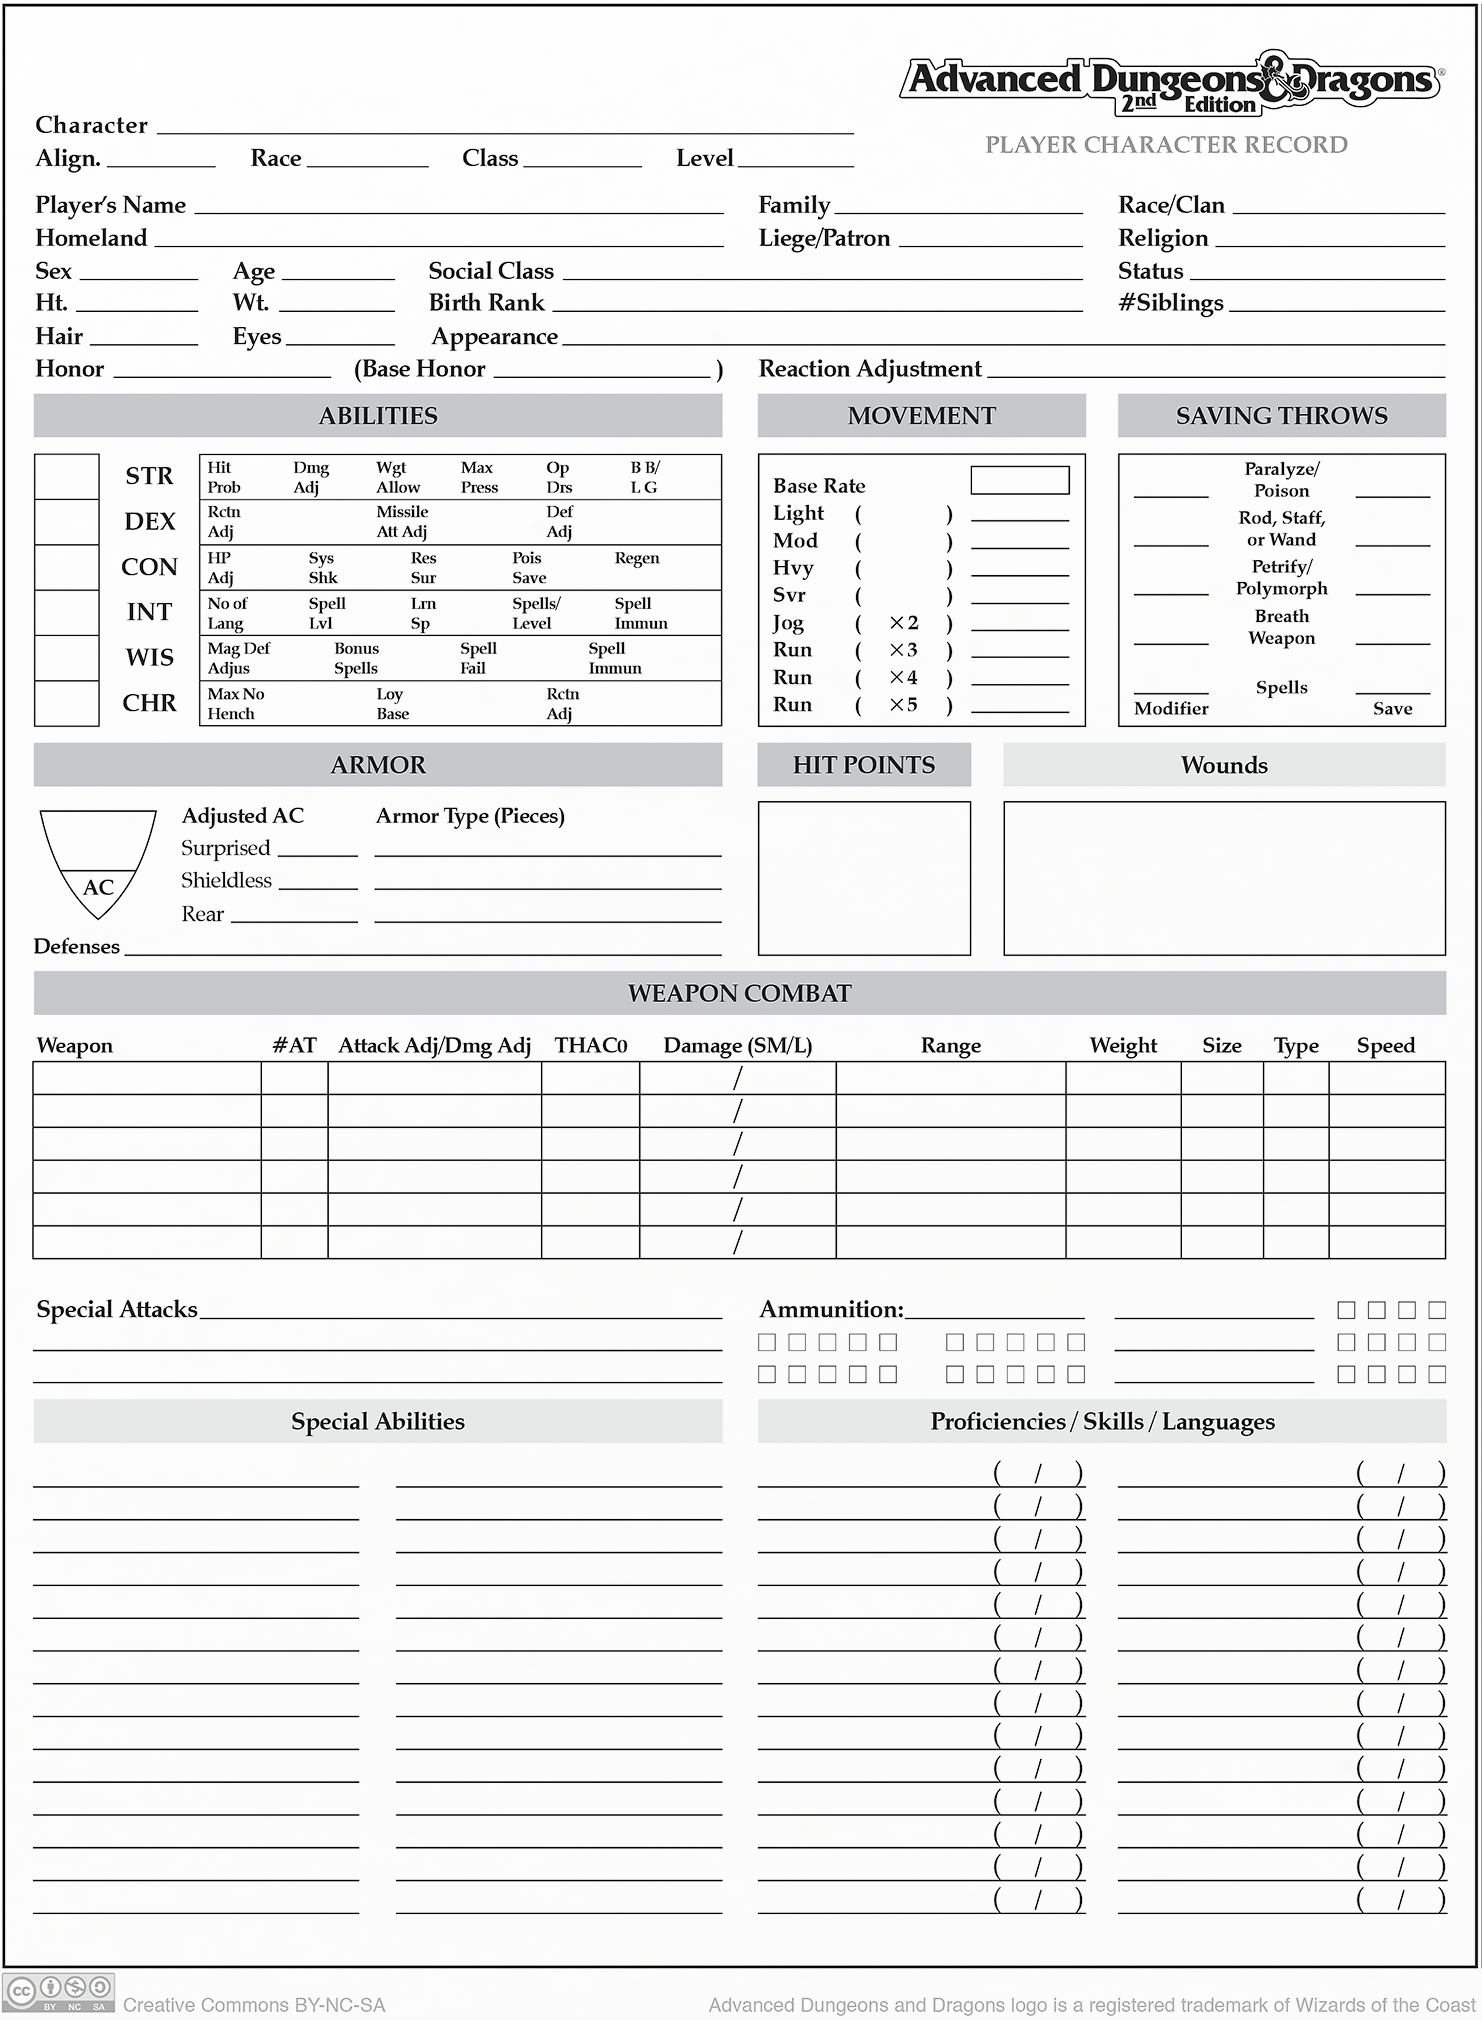 Advanced Dungeons & Dragons®
2nd Edition
PLAYER CHARACTER RECORD
Character
Align. Race Class Level
Player's Name Family Race/Clan
Homeland Liege/Patron Religion
Sex Age Social Class Status
Ht. Wt. Birth Rank #Siblings
Hair Eyes Appearance
Honor (Base Honor ) Reaction Adjustment
ABILITIES
STR Hit Dmg Wgt Max Op B B/
Prob Adj Allow Press Drs L G
DEX Rctn Missile Def
Adj Att Adj Adj
CON HP Sys Res Pois Regen
Adj Shk Sur Save
INT No of Spell Lrn Spells/ Spell
Lang Lvl Sp Level Immun
WIS Mag Def Bonus Spell Spell
Adjus Spells Fail Immun
CHR Max No Loy Rctn
Hench Base Adj
MOVEMENT
Base Rate
Light ( )
Mod ( )
Hvy ( )
Svr ( )
Jog ( ×2 )
Run ( ×3 )
Run ( ×4 )
Run ( ×5 )
SAVING THROWS
Paralyze/
Poison
Rod, Staff,
or Wand
Petrify/
Polymorph
Breath
Weapon
Spells
Modifier Save
ARMOR
AC
Adjusted AC Armor Type (Pieces)
Surprised
Shieldless
Rear
Defenses
HIT POINTS
Wounds
WEAPON COMBAT
Weapon #AT Attack Adj/Dmg Adj THAC0 Damage (SM/L) Range Weight Size Type Speed
/
/
/
/
/
/
Special Attacks
Ammunition:
Special Abilities
Proficiencies / Skills / Languages
( / ) ( / )
( / ) ( / )
( / ) ( / )
( / ) ( / )
( / ) ( / )
( / ) ( / )
( / ) ( / )
( / ) ( / )
( / ) ( / )
( / ) ( / )
( / ) ( / )
( / ) ( / )
( / ) ( / )
( / ) ( / )
cc BY NC SA
Creative Commons BY-NC-SA
Advanced Dungeons and Dragons logo is a registered trademark of Wizards of the Coast